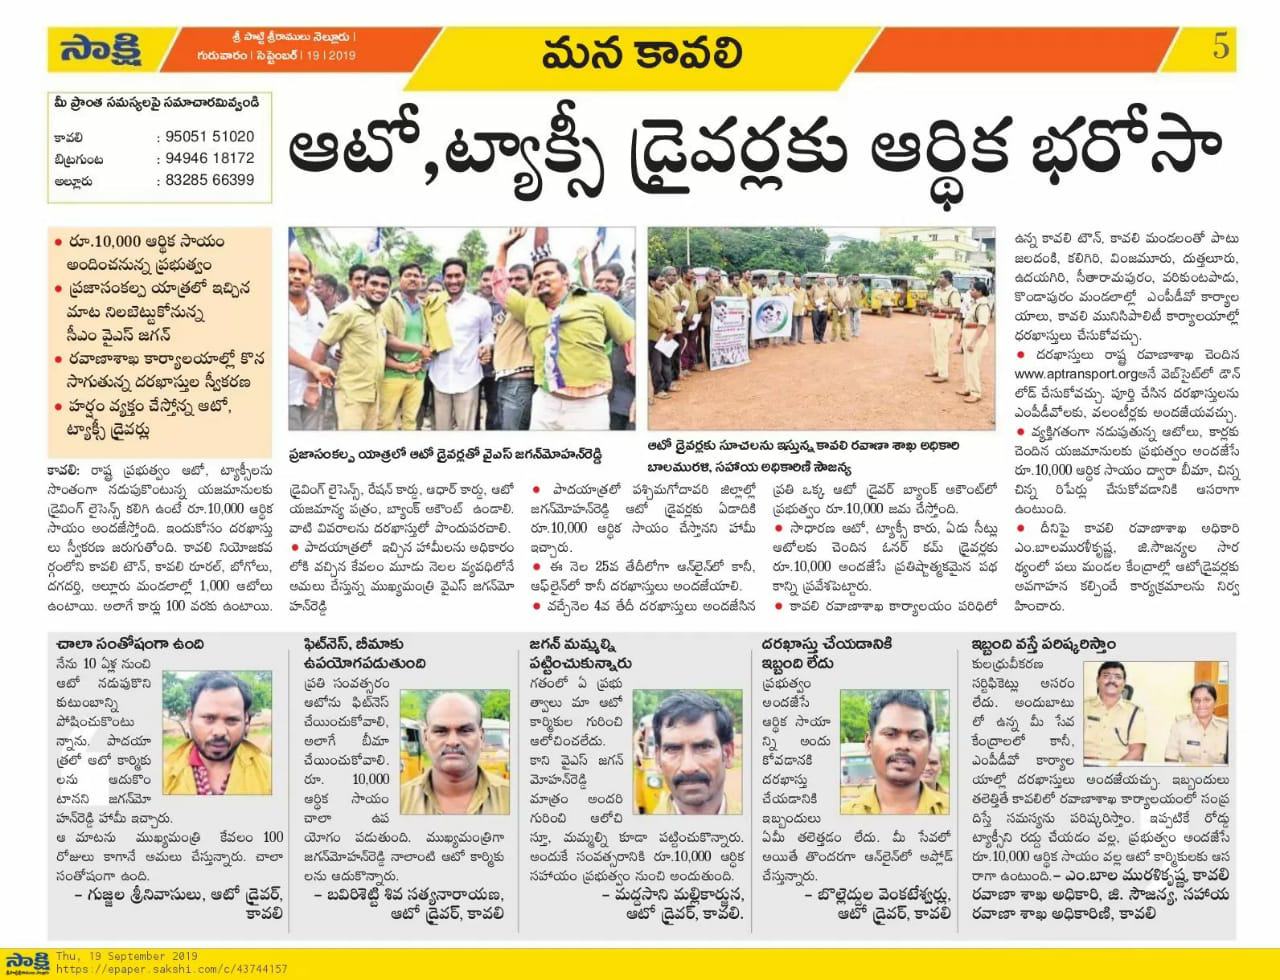 సాక్షి
శ్రీ పొట్టి శ్రీరాములు నెల్లూరు |
గురువారం | సెప్టెంబర్ | 19 | 2019
మన కావలి
5
మీ ప్రాంత సమస్యలపై సమాచారమివ్వండి
కావలి : 95051 51020
బిట్రగుంట : 94946 18172
అల్లూరు : 83285 66399
ఆటో,ట్యాక్సీ డ్రైవర్లకు ఆర్థిక భరోసా
● రూ.10,000 ఆర్థిక సాయం
అందించనున్న ప్రభుత్వం
● ప్రజాసంకల్ప యాత్రలో ఇచ్చిన
మాట నిలబెట్టుకోనున్న
సీఎం వైఎస్ జగన్
● రవాణాశాఖ కార్యాలయాల్లో కొన
సాగుతున్న దరఖాస్తుల స్వీకరణ
● హర్షం వ్యక్తం చేస్తోన్న ఆటో,
ట్యాక్సీ డ్రైవర్లు
ప్రజాసంకల్ప యాత్రలో ఆటో డ్రైవర్లతో వైఎస్ జగన్‌మోహన్‌రెడ్డి
ఆటో డ్రైవర్లకు సూచలను ఇస్తున్న కావలి రవాణా శాఖ అధికారి
బాలమురళి, సహాయ అధికారిణి సౌజన్య
కావలి: రాష్ట్ర ప్రభుత్వం ఆటో, ట్యాక్సీలను
సొంతంగా నడుపుకొంటున్న యజమానులకు
డ్రైవింగ్ లైసెన్స్ కలిగి ఉంటే రూ.10,000 ఆర్థిక
సాయం అందజేస్తోంది. ఇందుకోసం దరఖాస్తు
లు స్వీకరణ జరుగుతోంది. కావలి నియోజకవ
ర్గంలోని కావలి టౌన్, కావలి రూరల్, బోగోలు,
దగదర్తి, అల్లూరు మండలాల్లో 1,000 ఆటోలు
ఉంటాయి. అలాగే కార్లు 100 వరకు ఉంటాయి.
డ్రైవింగ్ లైసెన్స్, రేషన్ కార్డు, ఆధార్ కార్డు, ఆటో
యజమాన్య పత్రం, బ్యాంక్ అకౌంట్ ఉండాలి.
వాటి వివరాలను దరఖాస్తులో పొందుపరచాలి.
● పాదయాత్రలో ఇచ్చిన హామీలను అధికారం
లోకి వచ్చిన కేవలం మూడు నెలల వ్యవధిలోనే
అమలు చేస్తున్న ముఖ్యమంత్రి వైఎస్ జగన్‌మో
హన్‌రెడ్డి
● పాదయాత్రలో పశ్చిమగోదావరి జిల్లాల్లో
జగన్‌మోహన్‌రెడ్డి ఆటో డ్రైవర్లకు ఏడాదికి
రూ.10,000 ఆర్థిక సాయం చేస్తానని హామీ
ఇచ్చారు.
● ఈ నెల 25వ తేదీలోగా ఆన్‌లైన్‌లో కానీ,
ఆఫ్‌లైన్‌లో కానీ దరఖాస్తులు అందజేయాలి.
● వచ్చేనెల 4వ తేదీ దరఖాస్తులు అందజేసిన
ప్రతి ఒక్క ఆటో డ్రైవర్ బ్యాంక్ అకౌంట్‌లో
ప్రభుత్వం రూ.10,000 జమ చేస్తోంది.
● సాధారణ ఆటో, ట్యాక్సీ కారు, ఏడు సీట్లు
ఆటోలకు చెందిన ఓనర్ కమ్ డ్రైవర్లకు
రూ.10,000 అందజేసే ప్రతిష్టాత్మకమైన పథ
కాన్ని ప్రవేశపెట్టారు.
● కావలి రవాణాశాఖ కార్యాలయం పరిధిలో
ఉన్న కావలి టౌన్, కావలి మండలంతో పాటు
జలదంకి, కలిగిరి, వింజమూరు, దుత్తలూరు,
ఉదయగిరి, సీతారామపురం, వరికుంటపాడు,
కొండాపురం మండలాల్లో ఎంపీడీవో కార్యాల
యాలు, కావలి మునిసిపాలిటీ కార్యాలయాల్లో
ధరఖాస్తులు చేసుకోవచ్చు.
● దరఖాస్తులు రాష్ట్ర రవాణాశాఖ చెందిన
www.aptransport.orgఅనే వెబ్‌సైట్‌లో డౌన్
లోడ్ చేసుకోవచ్చు. పూర్తి చేసిన దరఖాస్తులను
ఎంపీడీవోలకు, వలంటీర్లకు అందజేయవచ్చు.
● వ్యక్తిగతంగా నడుపుతున్న ఆటోలు, కార్లకు
చెందిన యజమానులకు ప్రభుత్వం అందజేసే
రూ.10,000 ఆర్థిక సాయం ద్వారా బీమా, చిన్న
చిన్న రిపేర్లు చేసుకోవడానికి ఆసరాగా
ఉంటుంది.
● దీనిపై కావలి రవాణాశాఖ అధికారి
ఎం.బాలమురళీకృష్ణ, జి.సౌజన్యల సార
థ్యంలో పలు మండల కేంద్రాల్లో ఆటోడ్రైవర్లకు
అవగాహన కల్పించే కార్యక్రమాలను నిర్వ
హించారు.
చాలా సంతోషంగా ఉంది
నేను 10 ఏళ్ల నుంచి
ఆటో నడుపుకొని
కుటుంబాన్ని
పోషించుకొంటు
న్నాను. పాదయా
త్రలో ఆటో కార్మికు
లను ఆదుకొం
టానని జగన్‌మో
హన్‌రెడ్డి హామీ ఇచ్చారు.
ఆ మాటను ముఖ్యమంత్రి కేవలం 100
రోజులు కాగానే అమలు చేస్తున్నారు. చాలా
సంతోషంగా ఉంది.
– గుజ్జల శ్రీనివాసులు, ఆటో డ్రైవర్,
కావలి
ఫిట్‌నెస్, బీమాకు
ఉపయోగపడుతుంది
ప్రతి సంవత్సరం
ఆటోను ఫిట్‌నెస్
చేయించుకోవాలి,
అలాగే బీమా
చేయించుకోవాలి.
రూ. 10,000
ఆర్థిక సాయం
చాలా ఉప
యోగం పడుతుంది. ముఖ్యమంత్రిగా
జగన్‌మోహన్‌రెడ్డి నాలాంటి ఆటో కార్మికు
లను ఆదుకొన్నారు.
– బవిరిశెట్టి శివ సత్యనారాయణ,
ఆటో డ్రైవర్, కావలి
జగన్ మమ్మల్ని
పట్టించుకున్నారు
గతంలో ఏ ప్రభు
త్వాలు మా ఆటో
కార్మికుల గురించి
ఆలోచించలేదు.
కాని వైఎస్ జగన్
మోహన్‌రెడ్డి
మాత్రం అందరి
గురించి ఆలోచి
స్తూ, మమ్మల్ని కూడా పట్టించుకొన్నారు.
అందుకే సంవత్సరానికి రూ.10,000 ఆర్ధిక
సహాయం ప్రభుత్వం నుంచి అందుతుంది.
– మద్దసాని మల్లికార్జున,
ఆటో డ్రైవర్, కావలి.
దరఖాస్తు చేయడానికి
ఇబ్బంది లేదు
ప్రభుత్వం
అందజేసే
ఆర్థిక సాయా
న్ని అందు
కోవడానకి
దరఖాస్తు
చేయడానికి
ఇబ్బందులు
ఏమీ తలెత్తడం లేదు. మీ సేవలో
అయితే తొందరగా ఆన్‌లైన్‌లో అప్లోడ్
చేస్తున్నారు.
– బొల్లెద్దుల వెంకటేశ్వర్లు,
ఆటో డ్రైవర్, కావలి
ఇబ్బంది వస్తే పరిష్కరిస్తాం
కులధ్రువీకరణ
సర్టిఫికెట్లు అసరం
లేదు. అందుబాటు
లో ఉన్న మీ సేవ
కేంద్రాలలో కానీ,
ఎంపీడీవో కార్యాల
యాల్లో దరఖాస్తులు అందజేయచ్చు. ఇబ్బందులు
తలెత్తితే కావలిలో రవాణాశాఖ కార్యాలయంలో సంప్ర
దిస్తే సమస్యను పరిష్కరిస్తాం. ఇప్పటికే రోడ్డు
ట్యాక్స్‌ని రద్దు చేయడం వల్ల, ప్రభుత్వం అందజేసే
రూ.10,000 ఆర్థిక సాయం వల్ల ఆటో కార్మికులకు ఆస
రాగా ఉంటుంది.– ఎం.బాల మురళికృష్ణ, కావలి
రవాణా శాఖ అధికారి, జి. సౌజన్య, సహాయ
రవాణా శాఖ అధికారిణి, కావలి
సాక్షి
Thu, 19 September 2019
https://epaper.sakshi.com/c/43744157